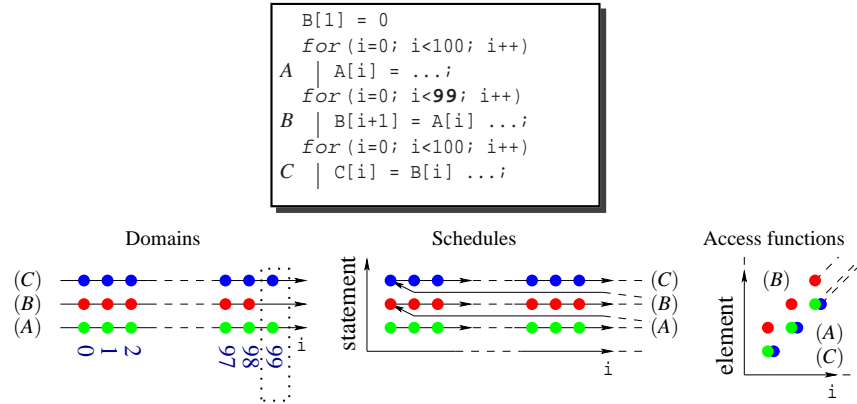 B[1] = 0
for(i=0; i<100; i++)
A | A[i] = ...;
for(i=0; i<99; i++)
B | B[i+1] = A[i] ...;
for(i=0; i<100; i++)
C | C[i] = B[i] ...;
Domains
(C)
(B)
(A)
0 1 2 97 98 99
i
Schedules
statement
(C)
(B)
(A)
i
Access functions
element
(B)
(A)
(C)
i